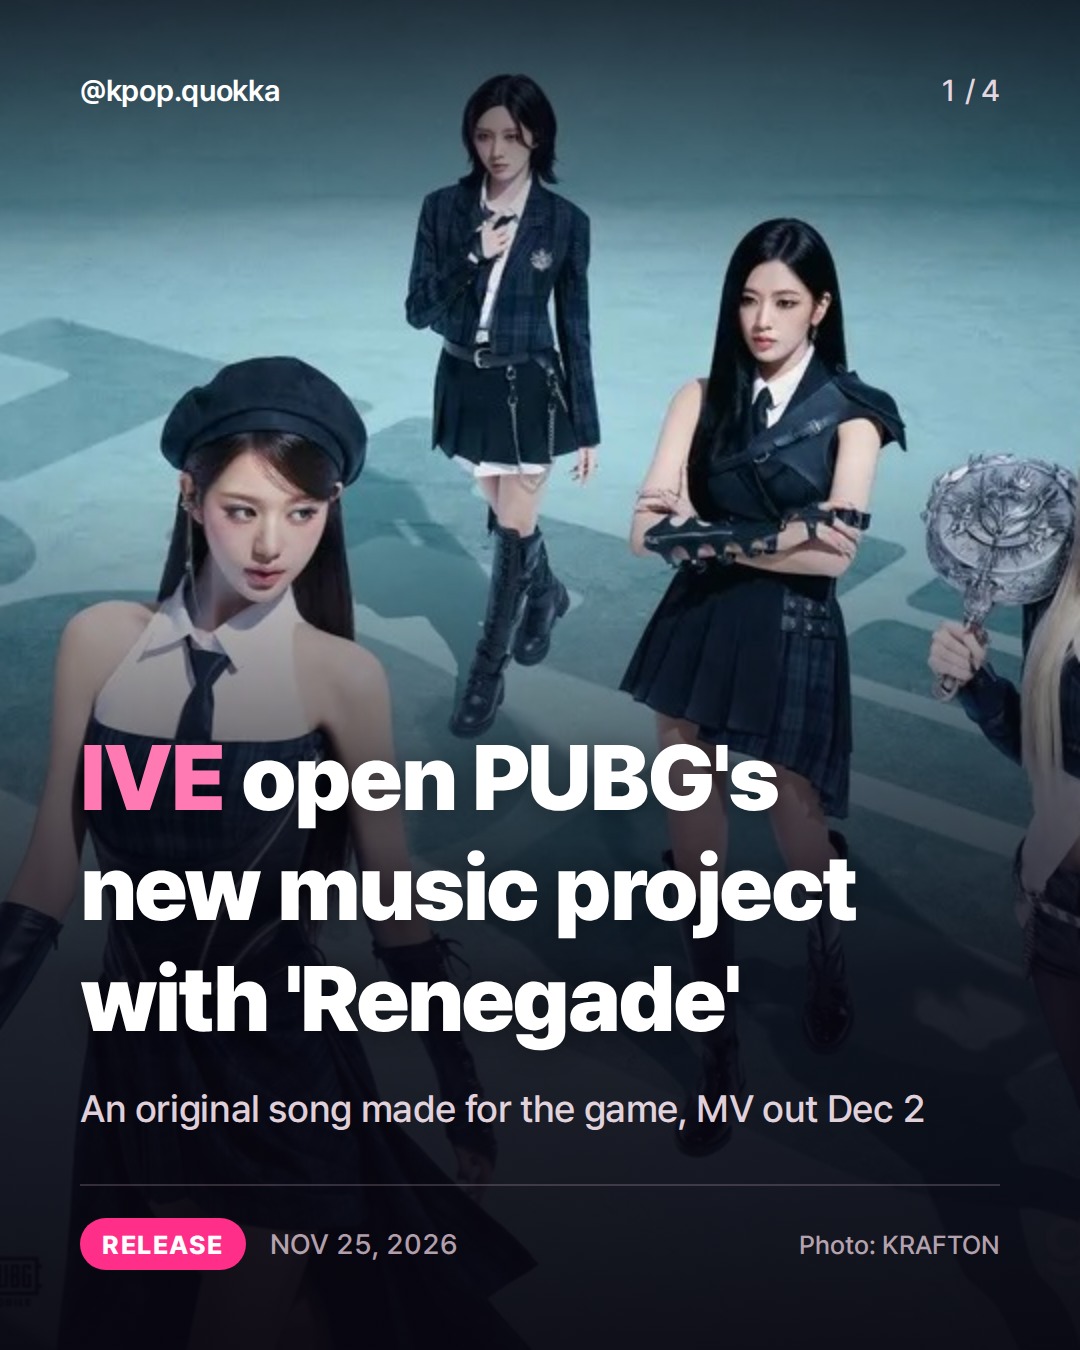 @kpop.quokka
1 / 4
IVE open PUBG's
new music project
with 'Renegade'
An original song made for the game, MV out Dec 2
RELEASE
NOV 25, 2026
Photo: KRAFTON